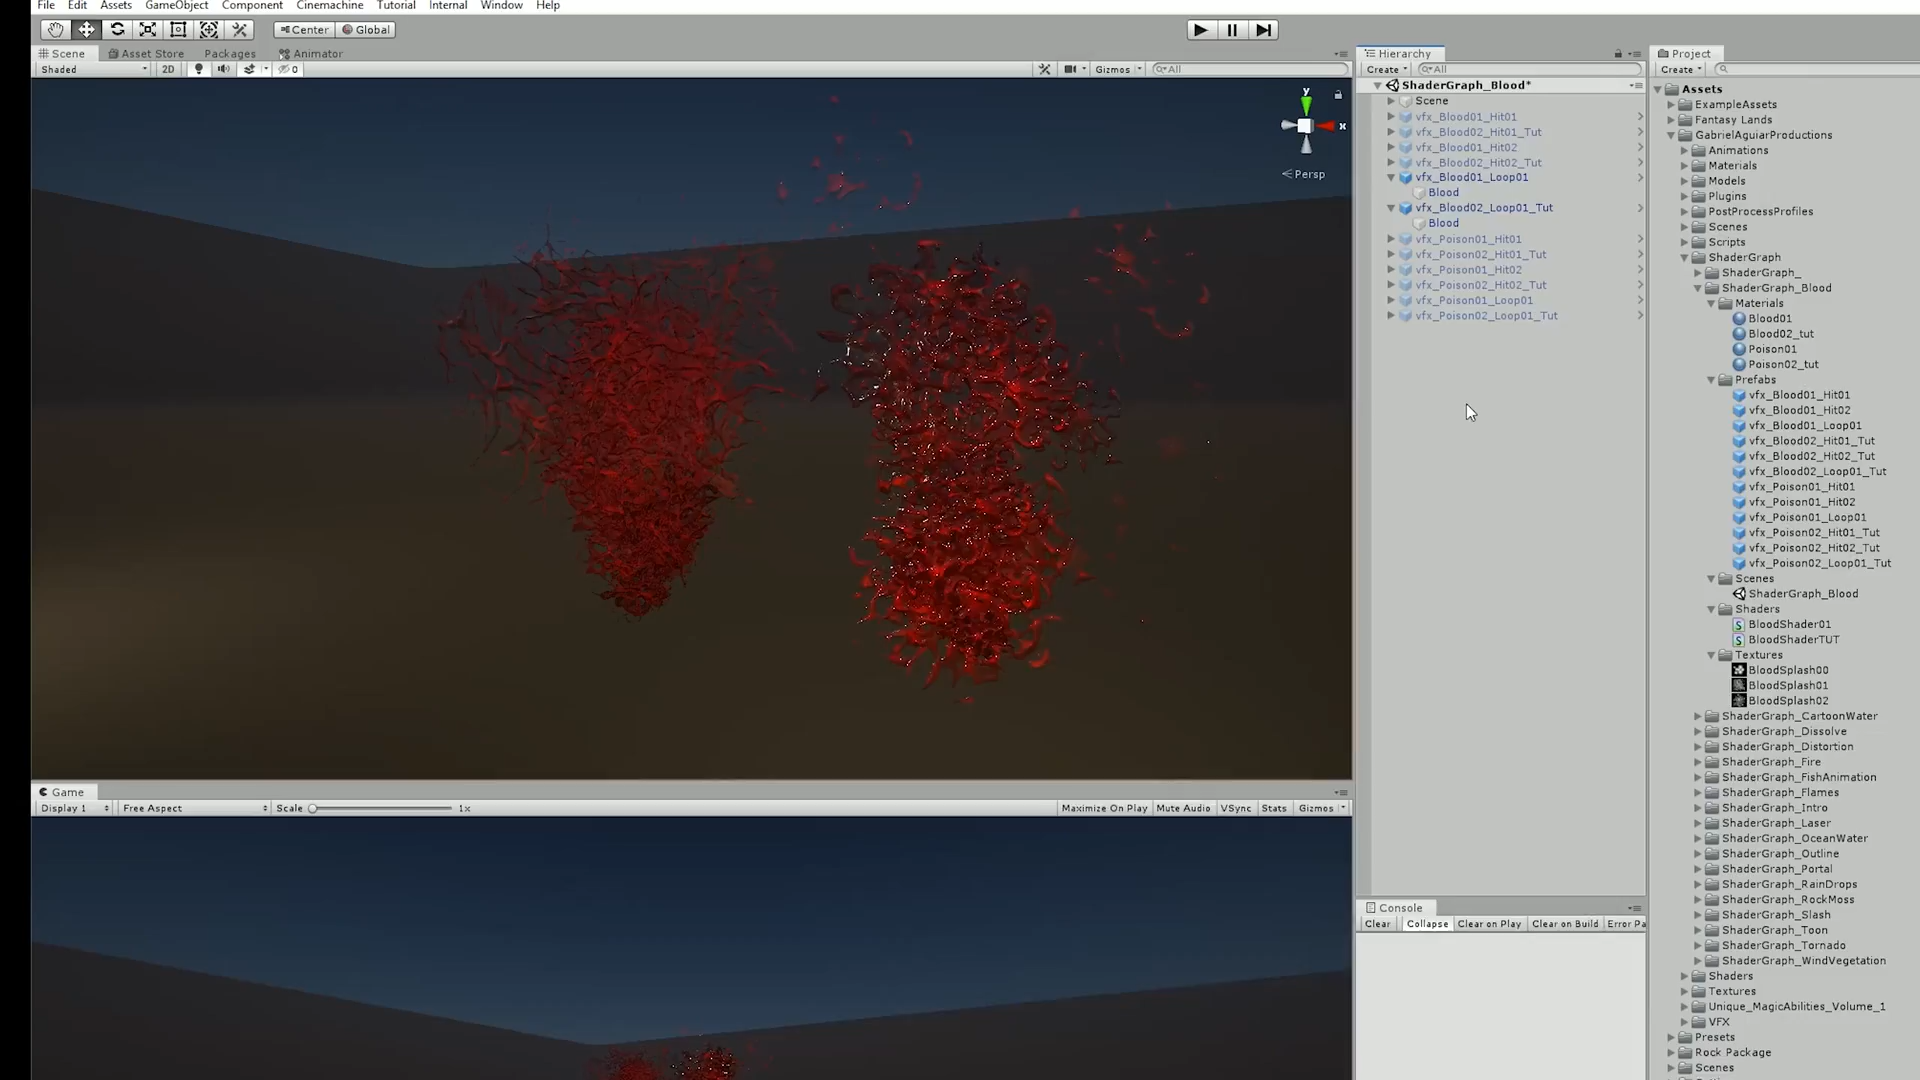 File Edit Assets GameObject Component Cinemachine Tutorial Internal Window Help
Center Global
Scene Asset Store Packages Animator
Shaded 2D 0 Gizmos All
y
x
Persp
Hierarchy
Create All
ShaderGraph_Blood*
Scene
vfx_Blood01_Hit01
vfx_Blood02_Hit01_Tut
vfx_Blood01_Hit02
vfx_Blood02_Hit02_Tut
vfx_Blood01_Loop01
Blood
vfx_Blood02_Loop01_Tut
Blood
vfx_Poison01_Hit01
vfx_Poison02_Hit01_Tut
vfx_Poison01_Hit02
vfx_Poison02_Hit02_Tut
vfx_Poison01_Loop01
vfx_Poison02_Loop01_Tut
Project
Create
Assets
ExampleAssets
Fantasy Lands
GabrielAguiarProductions
Animations
Materials
Models
Plugins
PostProcessProfiles
Scenes
Scripts
ShaderGraph
ShaderGraph_
ShaderGraph_Blood
Materials
Blood01
Blood02_tut
Poison01
Poison02_tut
Prefabs
vfx_Blood01_Hit01
vfx_Blood01_Hit02
vfx_Blood01_Loop01
vfx_Blood02_Hit01_Tut
vfx_Blood02_Hit02_Tut
vfx_Blood02_Loop01_Tut
vfx_Poison01_Hit01
vfx_Poison01_Hit02
vfx_Poison01_Loop01
vfx_Poison02_Hit01_Tut
vfx_Poison02_Hit02_Tut
vfx_Poison02_Loop01_Tut
Scenes
ShaderGraph_Blood
Shaders
BloodShader01
BloodShaderTUT
Textures
BloodSplash00
BloodSplash01
BloodSplash02
ShaderGraph_CartoonWater
ShaderGraph_Dissolve
ShaderGraph_Distortion
ShaderGraph_Fire
ShaderGraph_FishAnimation
ShaderGraph_Flames
ShaderGraph_Intro
ShaderGraph_Laser
ShaderGraph_OceanWater
ShaderGraph_Outline
ShaderGraph_Portal
ShaderGraph_RainDrops
ShaderGraph_RockMoss
ShaderGraph_Slash
ShaderGraph_Toon
ShaderGraph_Tornado
ShaderGraph_WindVegetation
Shaders
Textures
Unique_MagicAbilities_Volume_1
VFX
Presets
Rock Package
Scenes
Game
Display 1 Free Aspect Scale 1x Maximize On Play Mute Audio VSync Stats Gizmos
Console
Clear Collapse Clear on Play Clear on Build Error Pa